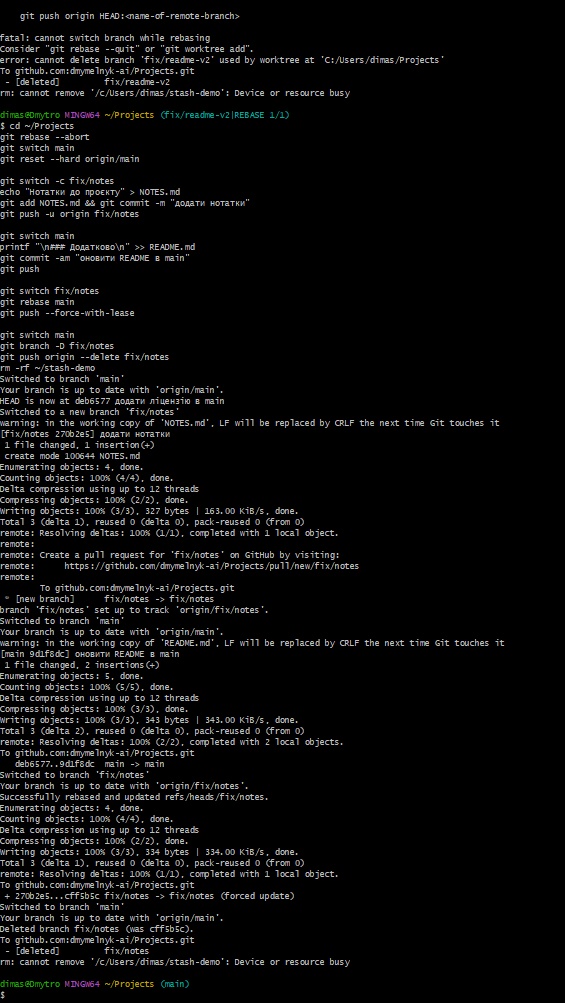 git push origin HEAD:<name-of-remote-branch>
fatal: cannot switch branch while rebasing
Consider "git rebase --quit" or "git worktree add".
error: cannot delete branch 'fix/readme-v2' used by worktree at 'C:/Users/dimas/Projects'
To github.com:dmymelnyk-ai/Projects.git
 - [deleted]         fix/readme-v2
rm: cannot remove '/c/Users/dimas/stash-demo': Device or resource busy
dimas@Dmytro MINGW64 ~/Projects (fix/readme-v2|REBASE 1/1)
$ cd ~/Projects
git rebase --abort
git switch main
git reset --hard origin/main
git switch -c fix/notes
echo "Нотатки до проєкту" > NOTES.md
git add NOTES.md && git commit -m "додати нотатки"
git push -u origin fix/notes
git switch main
printf "\n### Додатково\n" >> README.md
git commit -am "оновити README в main"
git push
git switch fix/notes
git rebase main
git push --force-with-lease
git switch main
git branch -D fix/notes
git push origin --delete fix/notes
rm -rf ~/stash-demo
Switched to branch 'main'
Your branch is up to date with 'origin/main'.
HEAD is now at deb6577 додати ліцензію в main
Switched to a new branch 'fix/notes'
warning: in the working copy of 'NOTES.md', LF will be replaced by CRLF the next time Git touches it
[fix/notes 270b2e5] додати нотатки
 1 file changed, 1 insertion(+)
 create mode 100644 NOTES.md
Enumerating objects: 4, done.
Counting objects: 100% (4/4), done.
Delta compression using up to 12 threads
Compressing objects: 100% (2/2), done.
Writing objects: 100% (3/3), 327 bytes | 163.00 KiB/s, done.
Total 3 (delta 1), reused 0 (delta 0), pack-reused 0 (from 0)
remote: Resolving deltas: 100% (1/1), completed with 1 local object.
remote:
remote: Create a pull request for 'fix/notes' on GitHub by visiting:
remote:      https://github.com/dmymelnyk-ai/Projects/pull/new/fix/notes
remote:
To github.com:dmymelnyk-ai/Projects.git
 * [new branch]      fix/notes -> fix/notes
branch 'fix/notes' set up to track 'origin/fix/notes'.
Switched to branch 'main'
Your branch is up to date with 'origin/main'.
warning: in the working copy of 'README.md', LF will be replaced by CRLF the next time Git touches it
[main 9d1f8dc] оновити README в main
 1 file changed, 2 insertions(+)
Enumerating objects: 5, done.
Counting objects: 100% (5/5), done.
Delta compression using up to 12 threads
Compressing objects: 100% (3/3), done.
Writing objects: 100% (3/3), 343 bytes | 343.00 KiB/s, done.
Total 3 (delta 2), reused 0 (delta 0), pack-reused 0 (from 0)
remote: Resolving deltas: 100% (2/2), completed with 2 local objects.
To github.com:dmymelnyk-ai/Projects.git
   deb6577..9d1f8dc  main -> main
Switched to branch 'fix/notes'
Your branch is up to date with 'origin/fix/notes'.
Successfully rebased and updated refs/heads/fix/notes.
Enumerating objects: 4, done.
Counting objects: 100% (4/4), done.
Delta compression using up to 12 threads
Compressing objects: 100% (2/2), done.
Writing objects: 100% (3/3), 334 bytes | 334.00 KiB/s, done.
Total 3 (delta 1), reused 0 (delta 0), pack-reused 0 (from 0)
remote: Resolving deltas: 100% (1/1), completed with 1 local object.
To github.com:dmymelnyk-ai/Projects.git
 + 270b2e5...cff5b5c fix/notes -> fix/notes (forced update)
Switched to branch 'main'
Your branch is up to date with 'origin/main'.
Deleted branch fix/notes (was cff5b5c).
To github.com:dmymelnyk-ai/Projects.git
 - [deleted]         fix/notes
rm: cannot remove '/c/Users/dimas/stash-demo': Device or resource busy
dimas@Dmytro MINGW64 ~/Projects (main)
$